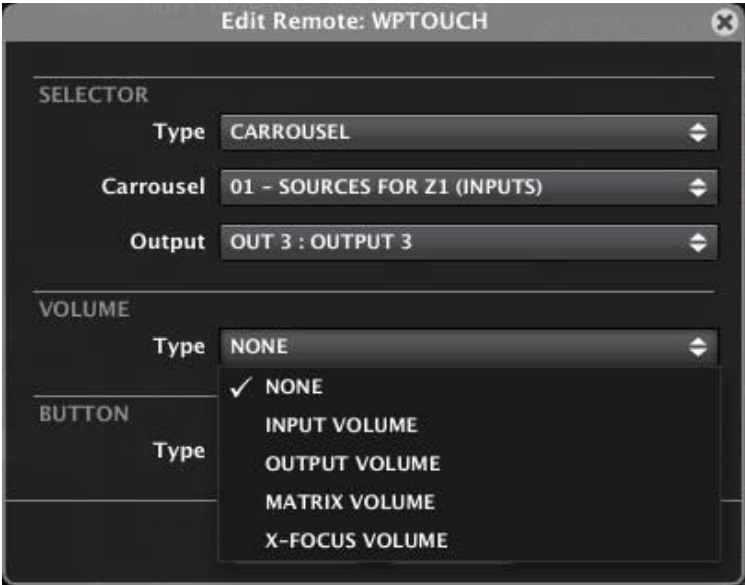 Edit Remote: WPTOUCH
SELECTOR
Type CARROUSEL
Carrousel 01 - SOURCES FOR Z1 (INPUTS)
Output OUT 3 : OUTPUT 3
VOLUME
Type NONE
✓ NONE
BUTTON
INPUT VOLUME
Type
OUTPUT VOLUME
MATRIX VOLUME
X-FOCUS VOLUME